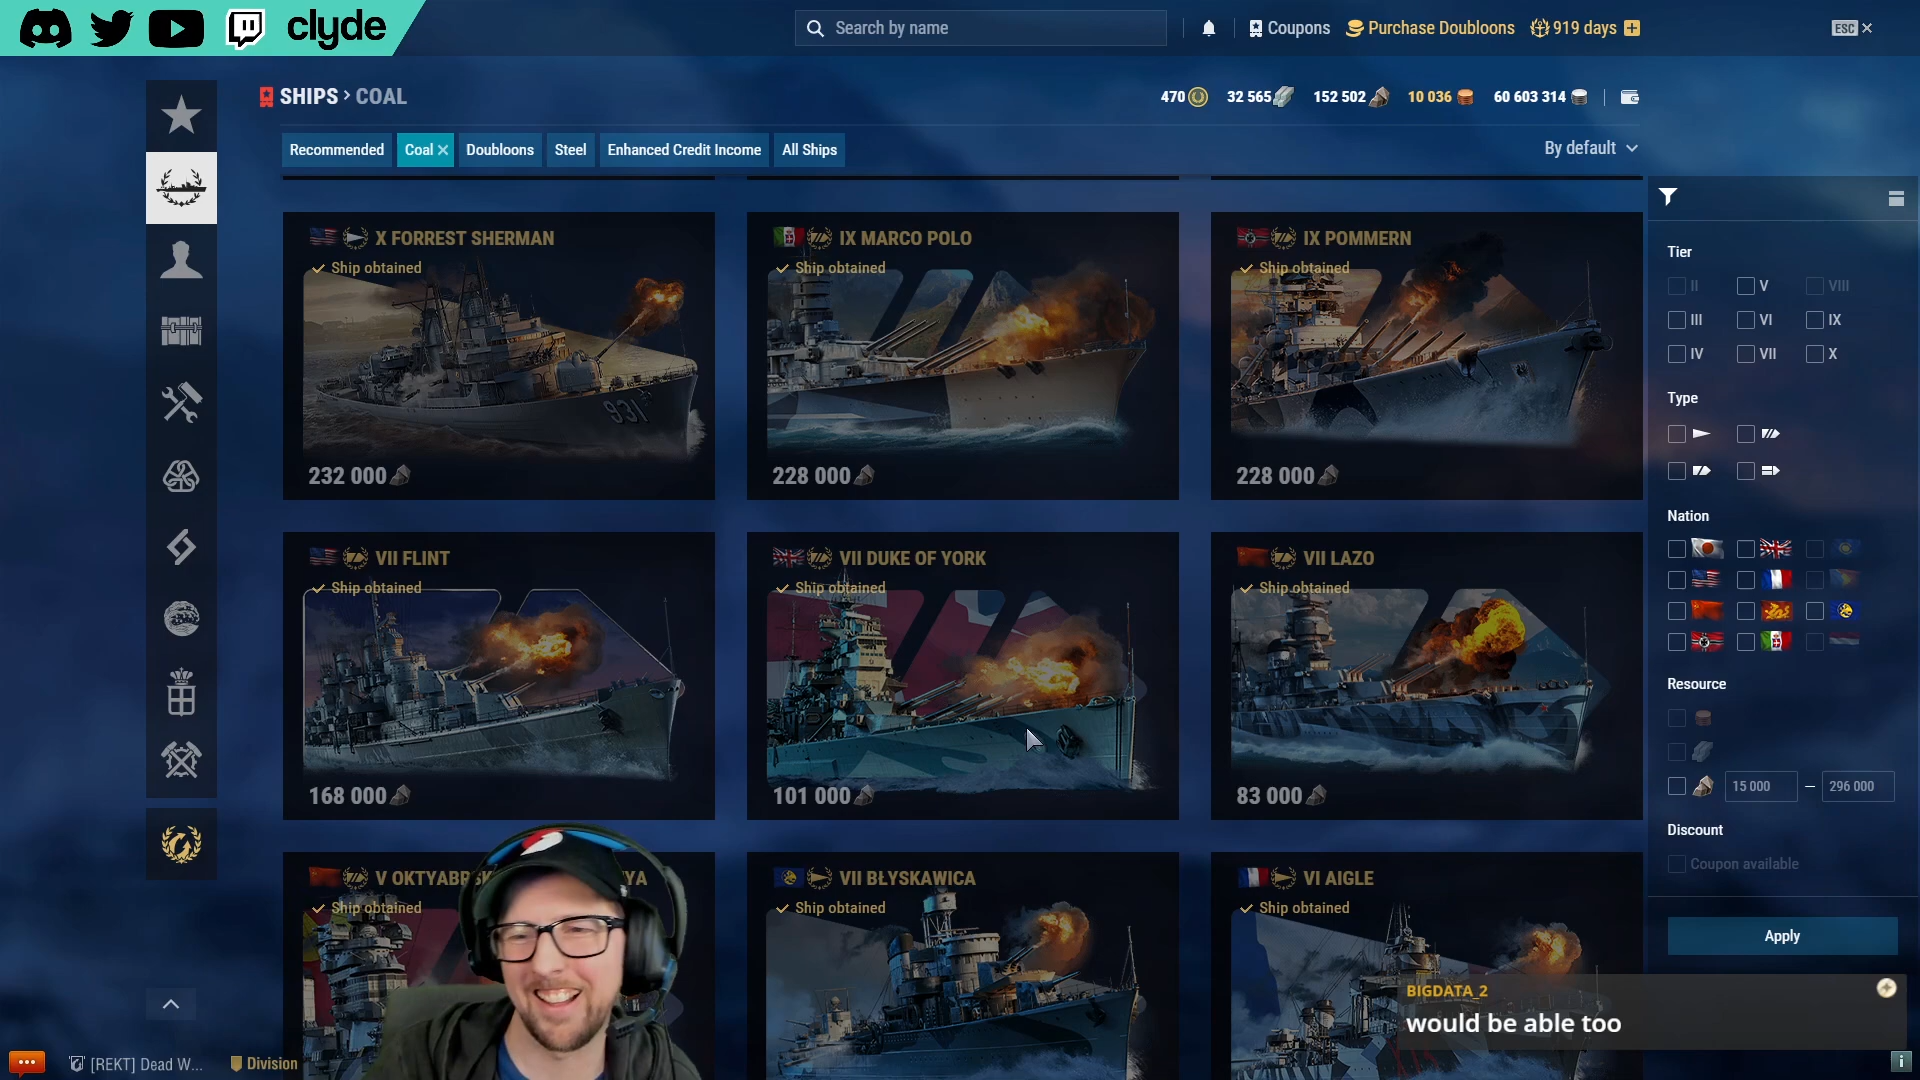 clyde
Search by name
Coupons
Purchase Doubloons
919 days
ESC
SHIPS > COAL
470
32 565
152 502
10 036
60 603 314
Recommended
Coal
Doubloons
Steel
Enhanced Credit Income
All Ships
By default
X FORREST SHERMAN
Ship obtained
931
232 000
IX MARCO POLO
Ship obtained
228 000
IX POMMERN
Ship obtained
228 000
VII FLINT
Ship obtained
168 000
VII DUKE OF YORK
Ship obtained
101 000
VII LAZO
Ship obtained
83 000
V OKTYABRSK YA
Ship obtained
VII BŁYSKAWICA
Ship obtained
VI AIGLE
Ship obtained
Tier
II
V
VIII
III
VI
IX
IV
VII
X
Type
Nation
Resource
15 000 — 296 000
Discount
Coupon available
Apply
BIGDATA_2
would be able too
[REKT] Dead W...
Division